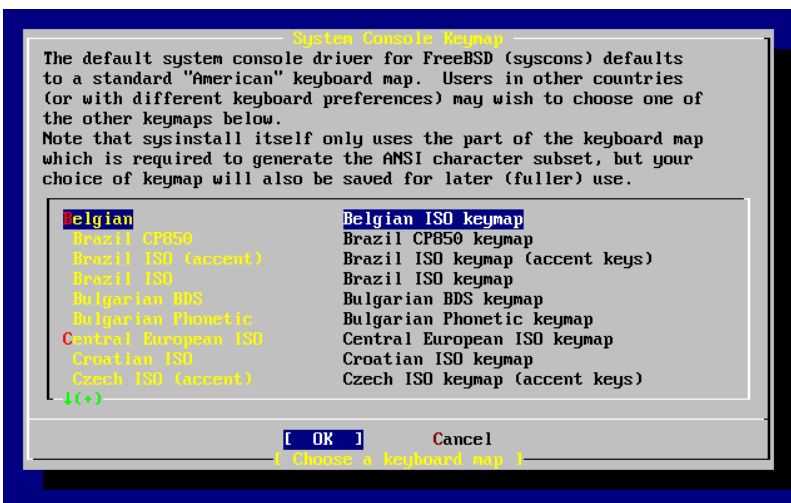 System Console Keymap
The default system console driver for FreeBSD (syscons) defaults
to a standard "American" keyboard map. Users in other countries
(or with different keyboard preferences) may wish to choose one of
the other keymaps below.
Note that sysinstall itself only uses the part of the keyboard map
which is required to generate the ANSI character subset, but your
choice of keymap will also be saved for later (fuller) use.
Belgian Belgian ISO keymap
Brazil CP850 Brazil CP850 keymap
Brazil ISO (accent) Brazil ISO keymap (accent keys)
Brazil ISO Brazil ISO keymap
Bulgarian BDS Bulgarian BDS keymap
Bulgarian Phonetic Bulgarian Phonetic keymap
Central European ISO Central European ISO keymap
Croatian ISO Croatian ISO keymap
Czech ISO (accent) Czech ISO keymap (accent keys)
↓(+)
[ OK ] Cancel
[ Choose a keyboard map ]